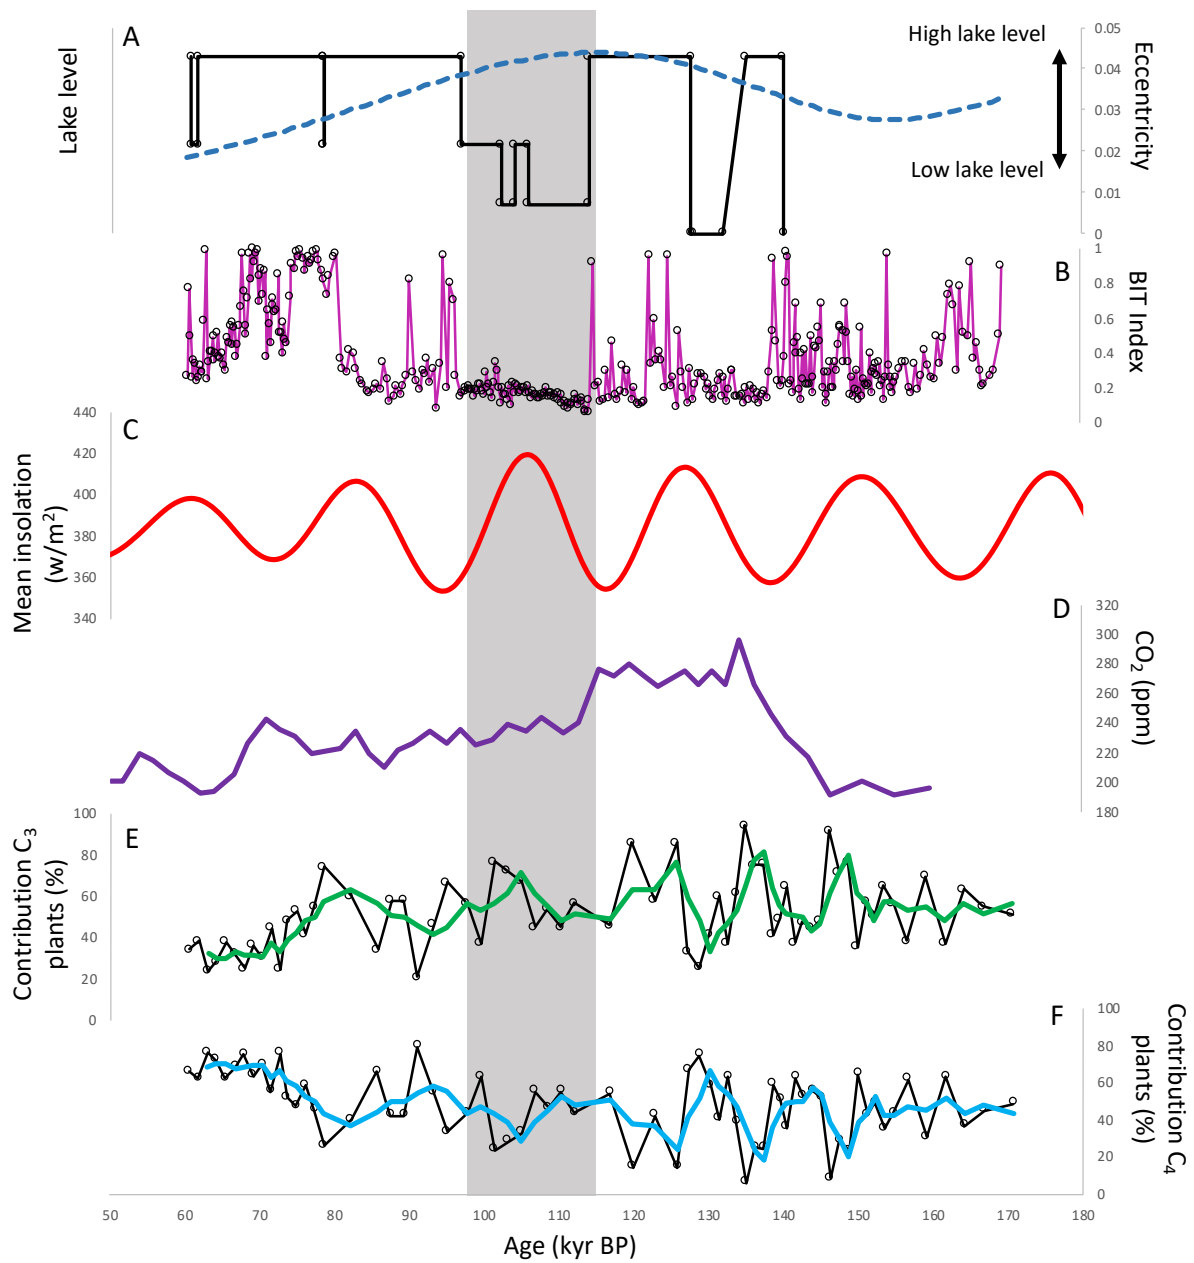 A
Lake level
High lake level
Low lake level
Eccentricity
0.05
0.04
0.03
0.02
0.01
0
B
BIT Index
1
0.8
0.6
0.4
0.2
0
C
Mean insolation
(w/m²)
440
420
400
380
360
340
D
CO₂ (ppm)
320
300
280
260
240
220
200
180
E
Contribution C₃
plants (%)
100
80
60
40
20
0
F
Contribution C₄
plants (%)
100
80
60
40
20
0
50 60 70 80 90 100 110 120 130 140 150 160 170 180
Age (kyr BP)